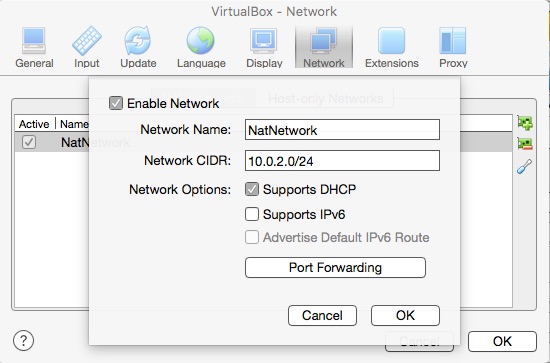 VirtualBox - Network
General Input Update Language Display Network Extensions Proxy
Host-only Networks
Enable Network
Active Name
Network Name: NatNetwork
NatNetwork
Network CIDR: 10.0.2.0/24
Network Options: Supports DHCP
Supports IPv6
Advertise Default IPv6 Route
Port Forwarding
Cancel OK
? Cancel OK